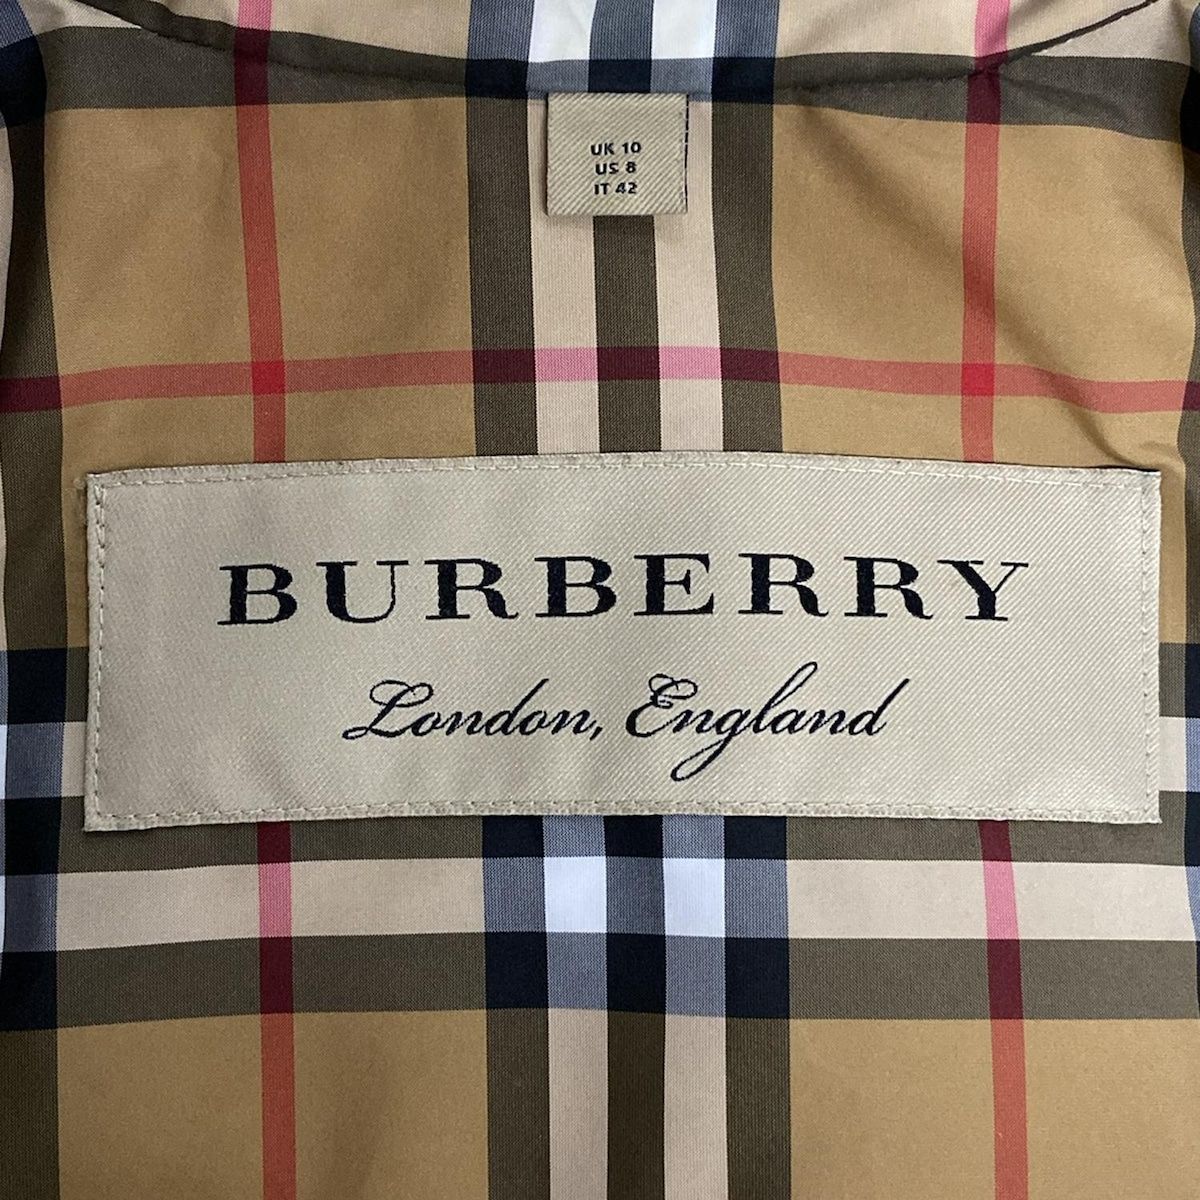 UK 10
US 8
IT 42
BURBERRY
London, England